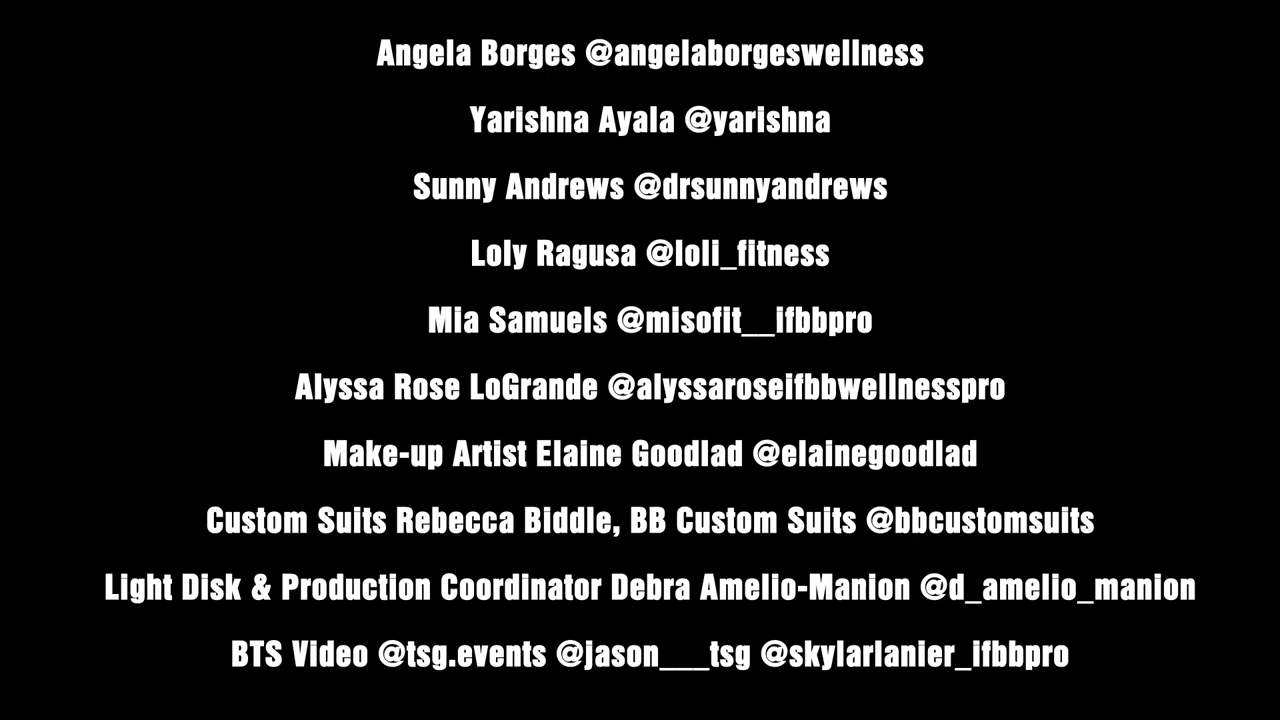 Angela Borges @angelaborgeswellness
Yarishna Ayala @yarishna
Sunny Andrews @drsunnyandrews
Loly Ragusa @loli_fitness
Mia Samuels @misofit__ifbbpro
Alyssa Rose LoGrande @alyssaroseifbbwellnesspro
Make-up Artist Elaine Goodlad @elainegoodlad
Custom Suits Rebecca Biddle, BB Custom Suits @bbcustomsuits
Light Disk & Production Coordinator Debra Amelio-Manion @d_amelio_manion
BTS Video @tsg.events @jason___tsg @skylarlanier_ifbbpro